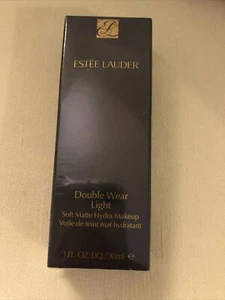 ESTĒE LAUDER
Double Wear
Light
Soft Matte Hydra Makeup
Voile de teint mat hydratant
1 FL. OZ. LIQ./30ml e